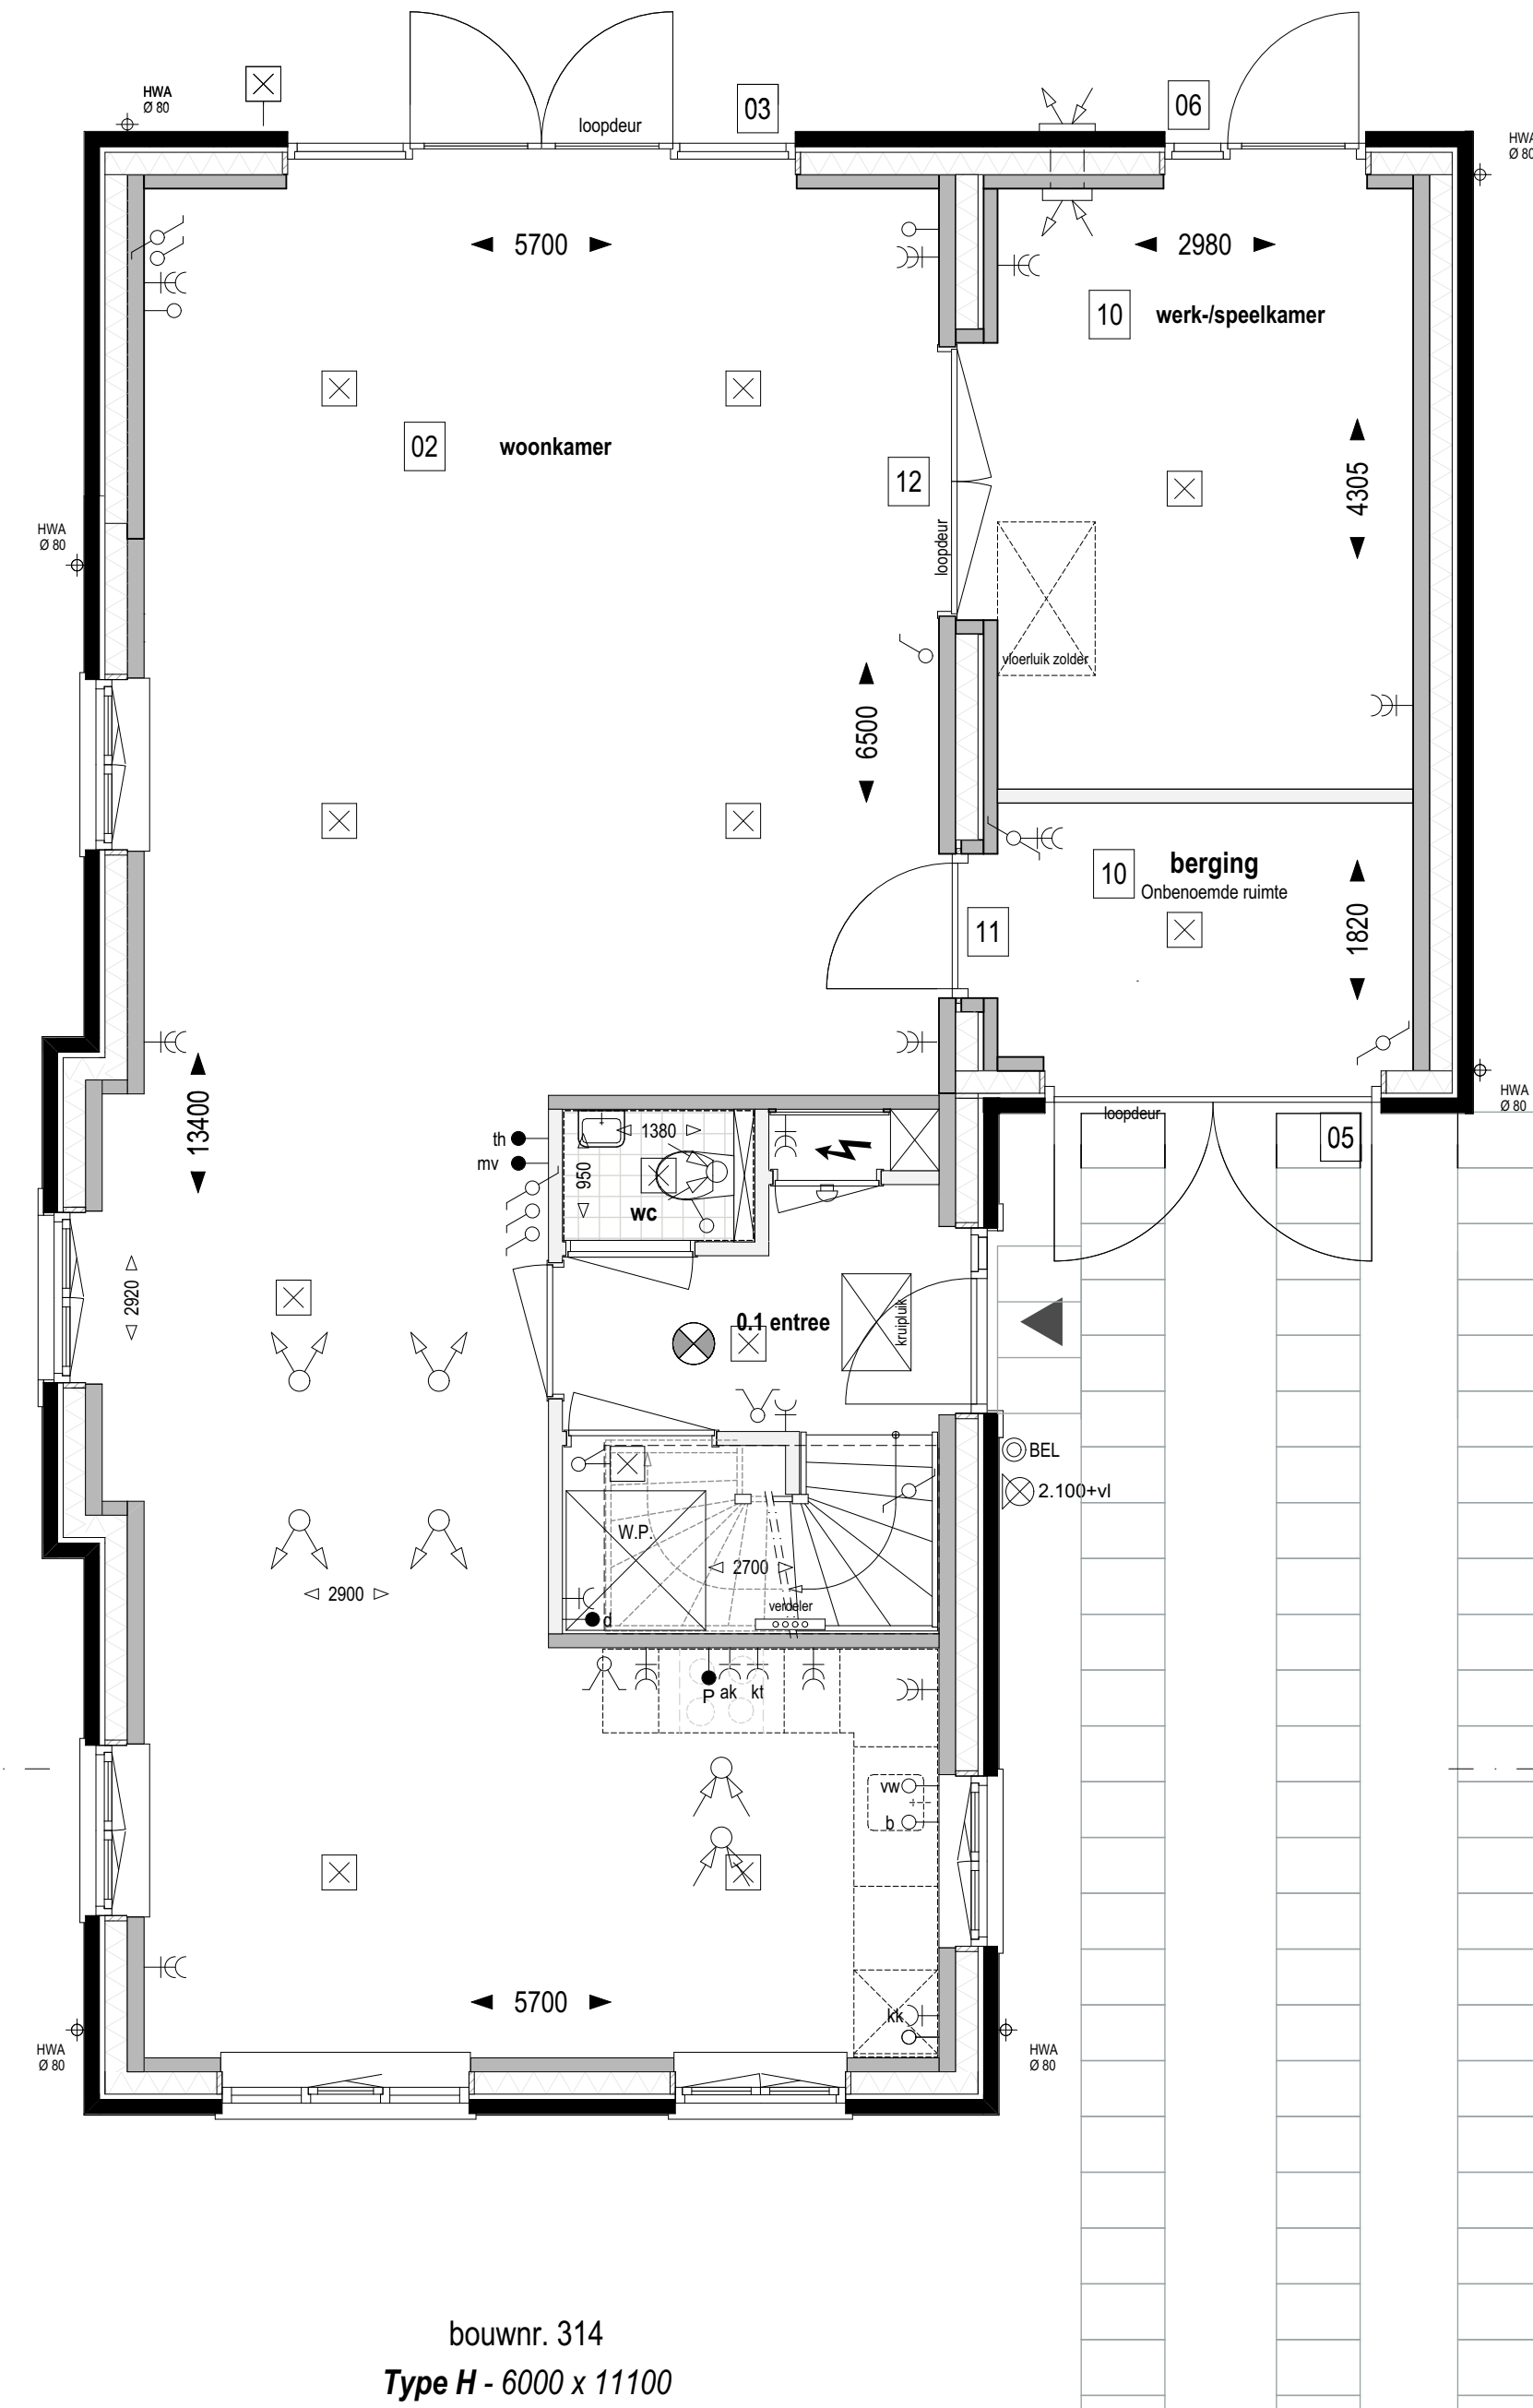 HWA
Ø 80
loopdeur
03
06
HWA
Ø 80
5700
2980
10
werk-/speelkamer
02
woonkamer
12
4305
HWA
Ø 80
loopdeur
vloerluik zolder
6500
10
berging
Onbenoemde ruimte
11
1820
13400
HWA
Ø 80
loopdeur
05
th
mv
1380
950
wc
2920
0.1 entree
kruipluik
BEL
2.100+vl
W.P.
2700
2900
verdeler
d
P
ak
kt
vw
b
5700
kk
HWA
Ø 80
HWA
Ø 80
bouwnr. 314
Type H - 6000 x 11100